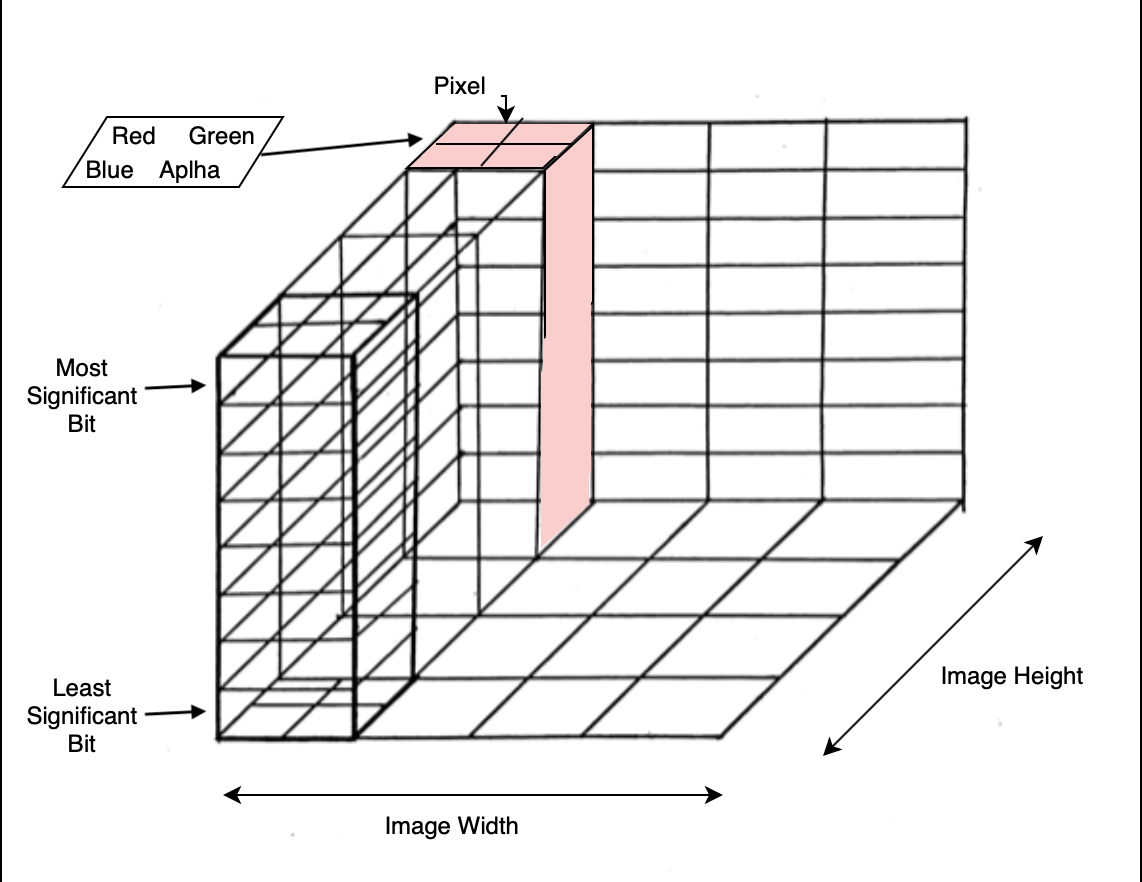 Pixel
Red Green
Blue Aplha
Most
Significant
Bit
Least
Significant
Bit
Image Height
Image Width